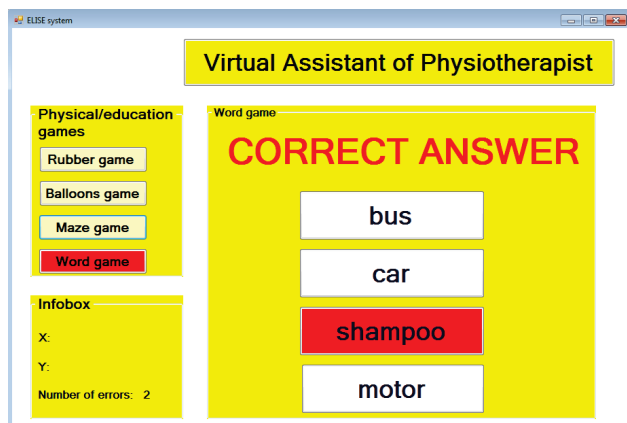 ELISE system
Virtual Assistant of Physiotherapist
Physical/education
games
Rubber game
Balloons game
Maze game
Word game
Infobox
X:
Y:
Number of errors: 2
Word game
CORRECT ANSWER
bus
car
shampoo
motor